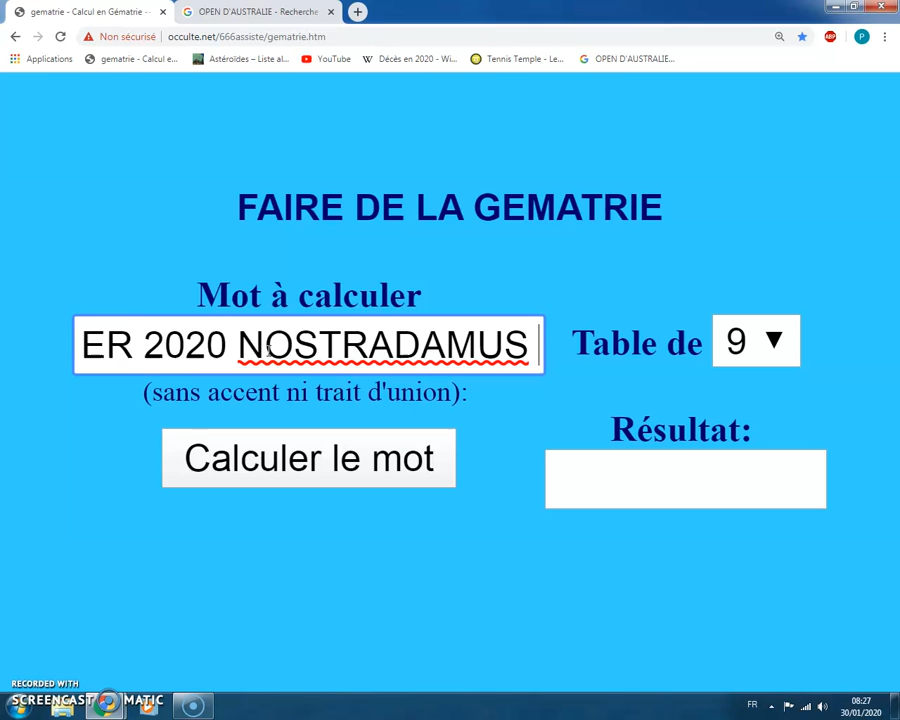 gematrie - Calcul en Gématrie -- ×
OPEN D'AUSTRALIE - Recherche ×
Non sécurisé | occulte.net/666assiste/gematrie.htm
ABP
P
Applications
gematrie - Calcul e...
Astéroïdes – Liste al...
YouTube
W Décès en 2020 - Wi...
Tennis Temple - Le...
OPEN D'AUSTRALIE...
FAIRE DE LA GEMATRIE
Mot à calculer
ER 2020 NOSTRADAMUS
Table de 9 ▼
(sans accent ni trait d'union):
Résultat:
Calculer le mot
RECORDED WITH
SCREENCAST MATIC
FR
08:27
30/01/2020